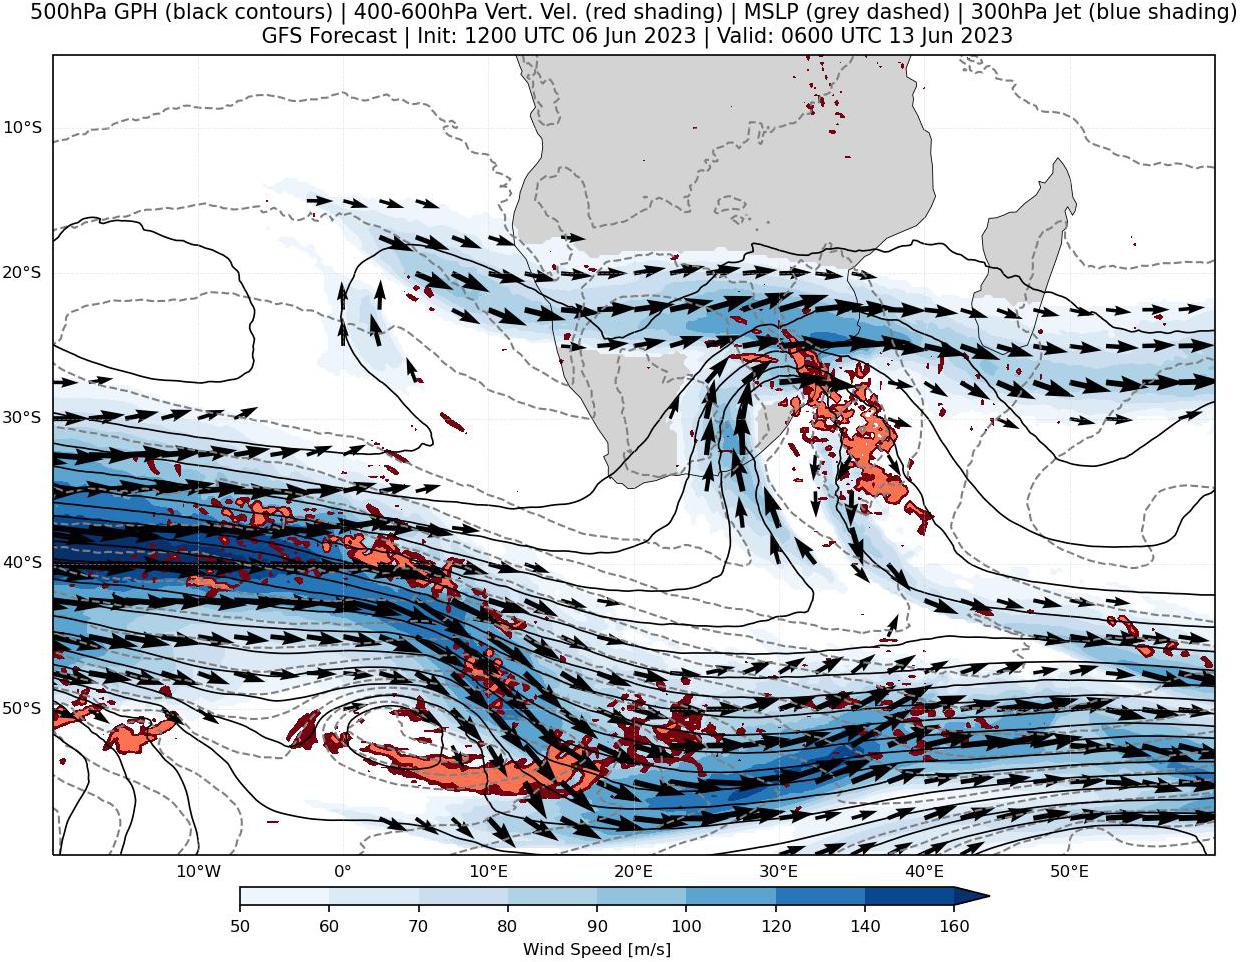 500hPa GPH (black contours) | 400-600hPa Vert. Vel. (red shading) | MSLP (grey dashed) | 300hPa Jet (blue shading)
GFS Forecast | Init: 1200 UTC 06 Jun 2023 | Valid: 0600 UTC 13 Jun 2023
10°S
20°S
30°S
40°S
50°S
10°W 0° 10°E 20°E 30°E 40°E 50°E
50 60 70 80 90 100 120 140 160
Wind Speed [m/s]